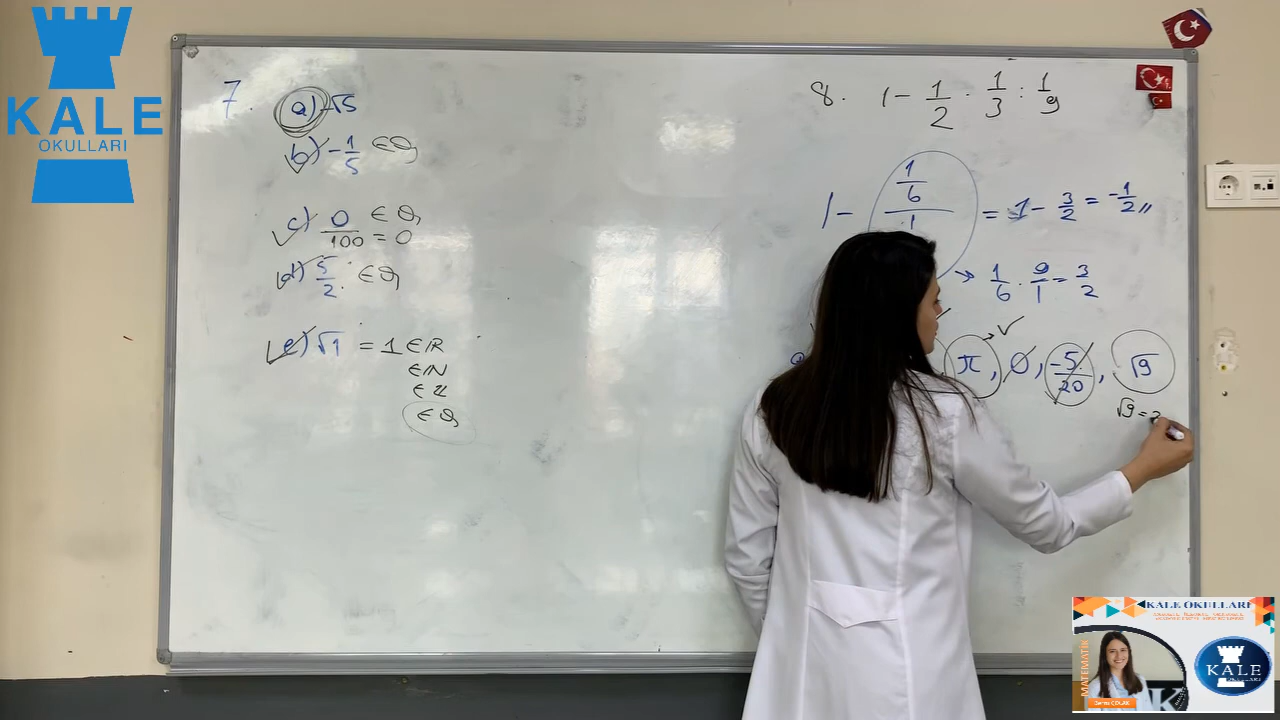 KALE
OKULLARI
7.
a) -√5
b) -1/5 ∈ Q
c) 0/100 = 0 ∈ Q
d) 5/2 ∈ Q
e) √1 = 1 ∈ R
∈ N
∈ Z
∈ Q
8. 1 - 1/2 · 1/3 : 1/9
1 - (1/6)/1 = 1 - 3/2 = -1/2 //
→ 1/6 · 9/1 = 3/2
π, 0, -5/20, √9
√9 = 3
KALE OKULLARI
MATEMATİK
KALE
OKULLARI